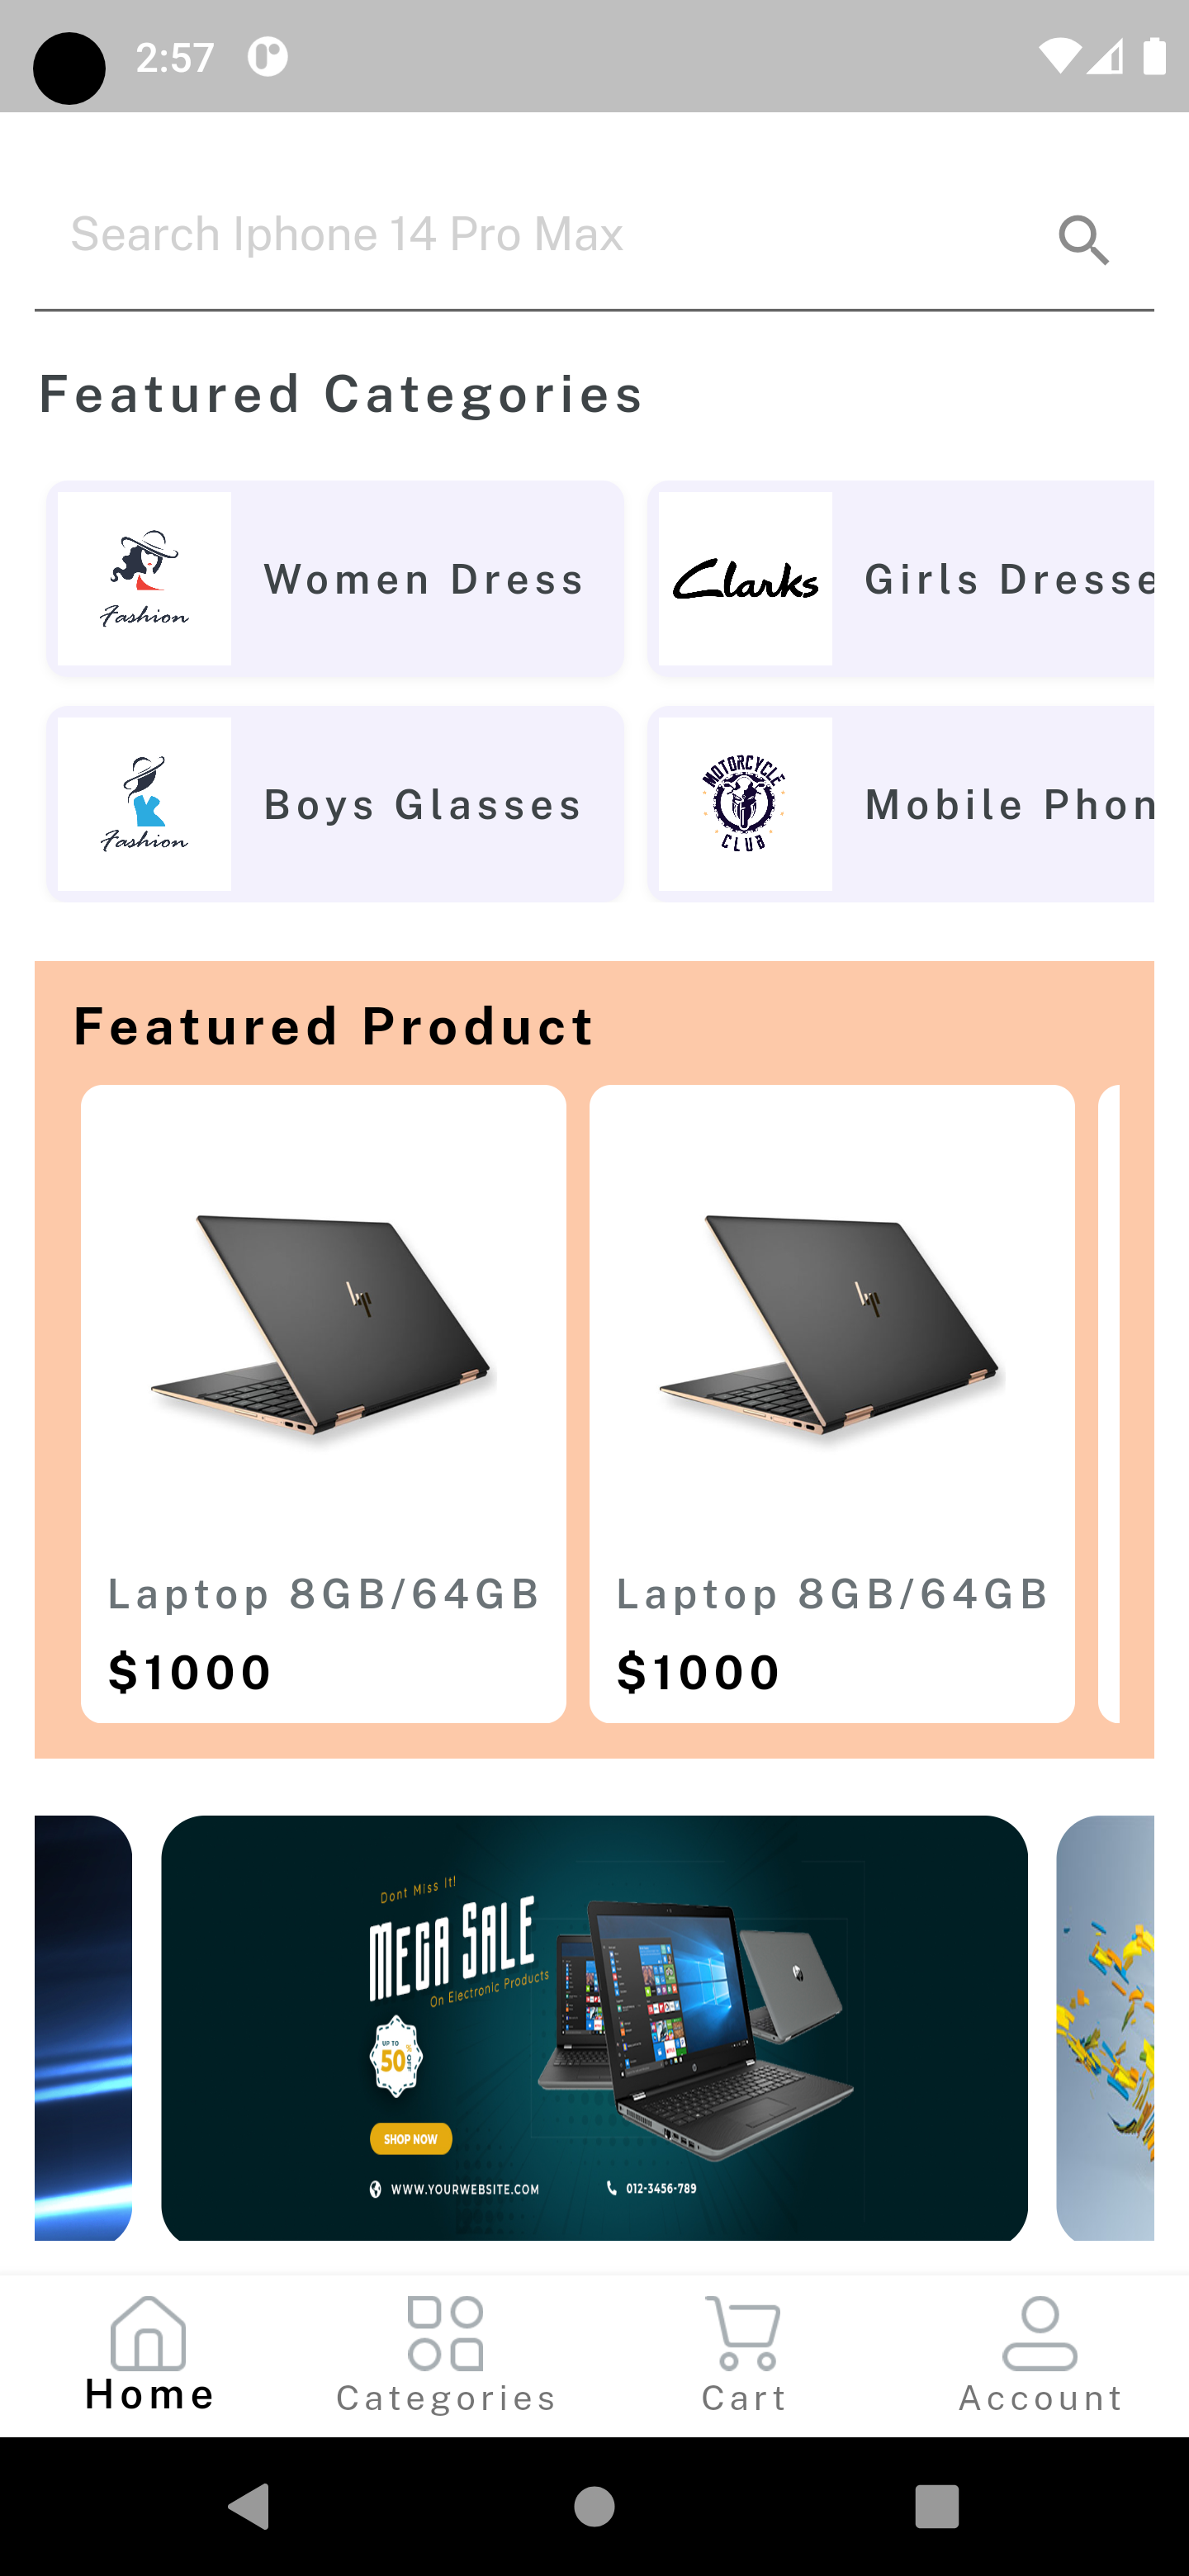 2:57
Search Iphone 14 Pro Max
Featured Categories
Fashion
Women Dress
Clarks
Girls Dresse
Fashion
Boys Glasses
MOTORCYCLE
CLUB
Mobile Phon
Featured Product
Laptop 8GB/64GB
$1000
Laptop 8GB/64GB
$1000
Dont Miss It!
MEGA SALE
On Electronic Products
UP TO
50% OFF
SHOP NOW
WWW.YOURWEBSITE.COM
012-3456-789
Home
Categories
Cart
Account